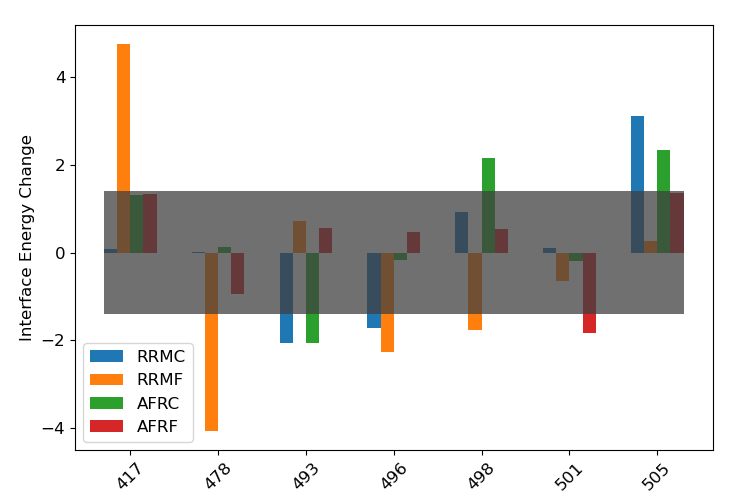 Interface Energy Change
4
2
0
−2
−4
RRMC
RRMF
AFRC
AFRF
417
478
493
496
498
501
505